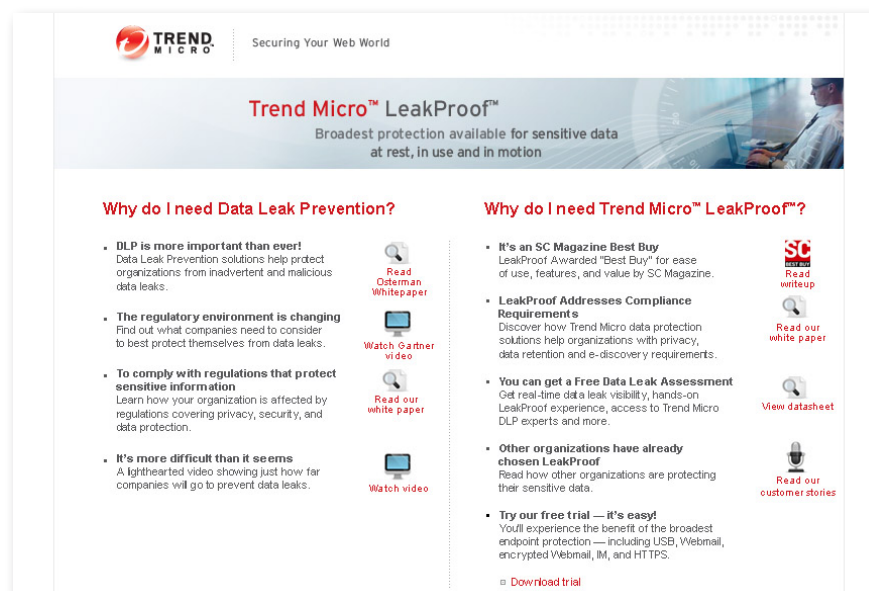 TREND
MICRO
Securing Your Web World
Trend Micro™ LeakProof™
Broadest protection available for sensitive data
at rest, in use and in motion
Why do I need Data Leak Prevention?
DLP is more important than ever!
Data Leak Prevention solutions help protect
organizations from inadvertent and malicious
data leaks.
Read
Osterman
Whitepaper
The regulatory environment is changing
Find out what companies need to consider
to best protect themselves from data leaks.
Watch Gartner
video
To comply with regulations that protect
sensitive information
Learn how your organization is affected by
regulations covering privacy, security, and
data protection.
Read our
white paper
It's more difficult than it seems
A lighthearted video showing just how far
companies will go to prevent data leaks.
Watch video
Why do I need Trend Micro™ LeakProof™?
It's an SC Magazine Best Buy
LeakProof Awarded "Best Buy" for ease
of use, features, and value by SC Magazine.
SC
BEST BUY
Read
writeup
LeakProof Addresses Compliance
Requirements
Discover how Trend Micro data protection
solutions help organizations with privacy,
data retention and e-discovery requirements.
Read our
white paper
You can get a Free Data Leak Assessment
Get real-time data leak visibility, hands-on
LeakProof experience, access to Trend Micro
DLP experts and more.
View datasheet
Other organizations have already
chosen LeakProof
Read how other organizations are protecting
their sensitive data.
Read our
customer stories
Try our free trial — it's easy!
You'll experience the benefit of the broadest
endpoint protection — including USB, Webmail,
encrypted Webmail, IM, and HTTPS.
Download trial